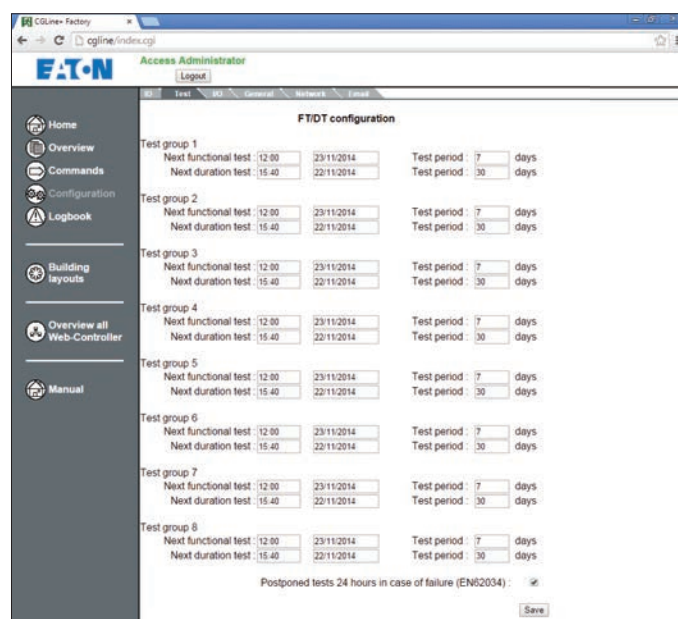 CGLine+ Factory
cgline/index.cgi
EATON
Access Administrator
Logout
IO Test I/O General Network Email
Home
Overview
Commands
Configuration
Logbook
Building layouts
Overview all Web-Controller
Manual
FT/DT configuration
Test group 1
Next functional test : 12:00 23/11/2014 Test period : 7 days
Next duration test : 15:40 22/11/2014 Test period : 30 days
Test group 2
Next functional test : 12:00 23/11/2014 Test period : 7 days
Next duration test : 15:40 22/11/2014 Test period : 30 days
Test group 3
Next functional test : 12:00 23/11/2014 Test period : 7 days
Next duration test : 15:40 22/11/2014 Test period : 30 days
Test group 4
Next functional test : 12:00 23/11/2014 Test period : 7 days
Next duration test : 15:40 22/11/2014 Test period : 30 days
Test group 5
Next functional test : 12:00 23/11/2014 Test period : 7 days
Next duration test : 15:40 22/11/2014 Test period : 30 days
Test group 6
Next functional test : 12:00 23/11/2014 Test period : 7 days
Next duration test : 15:40 22/11/2014 Test period : 30 days
Test group 7
Next functional test : 12:00 23/11/2014 Test period : 7 days
Next duration test : 15:40 22/11/2014 Test period : 30 days
Test group 8
Next functional test : 12:00 23/11/2014 Test period : 7 days
Next duration test : 15:40 22/11/2014 Test period : 30 days
Postponed tests 24 hours in case of failure (EN62034) :
Save